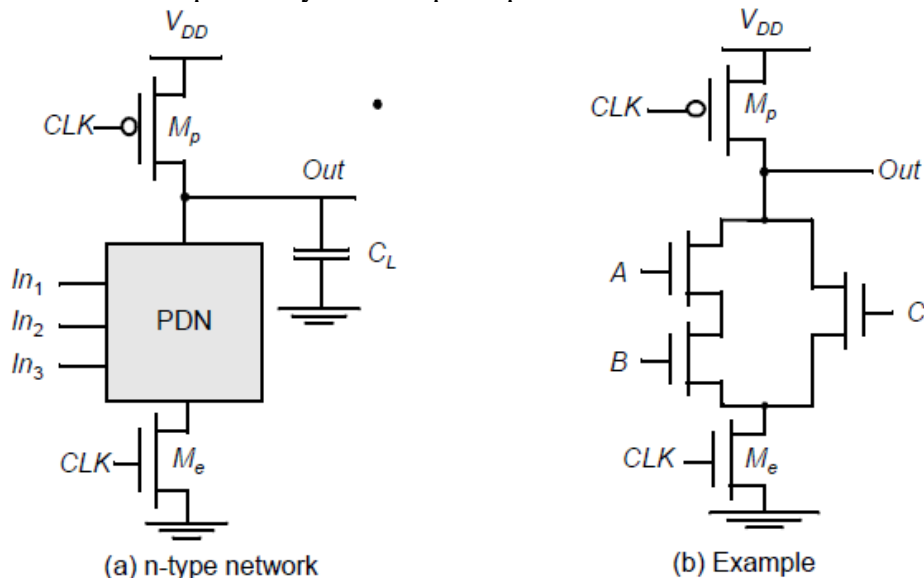 V_DD
CLK
M_p
Out
C_L
In_1
In_2
In_3
PDN
CLK
M_e
(a) n-type network
V_DD
CLK
M_p
Out
A
B
C
CLK
M_e
(b) Example